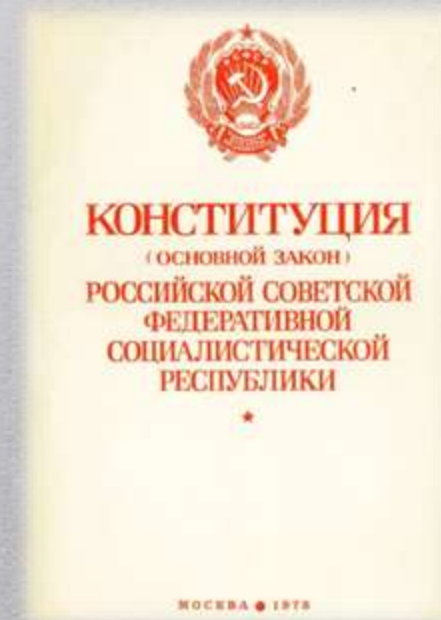 КОНСТИТУЦИЯ
(ОСНОВНОЙ ЗАКОН)
РОССИЙСКОЙ СОВЕТСКОЙ
ФЕДЕРАТИВНОЙ
СОЦИАЛИСТИЧЕСКОЙ
РЕСПУБЛИКИ
МОСКВА ● 1978